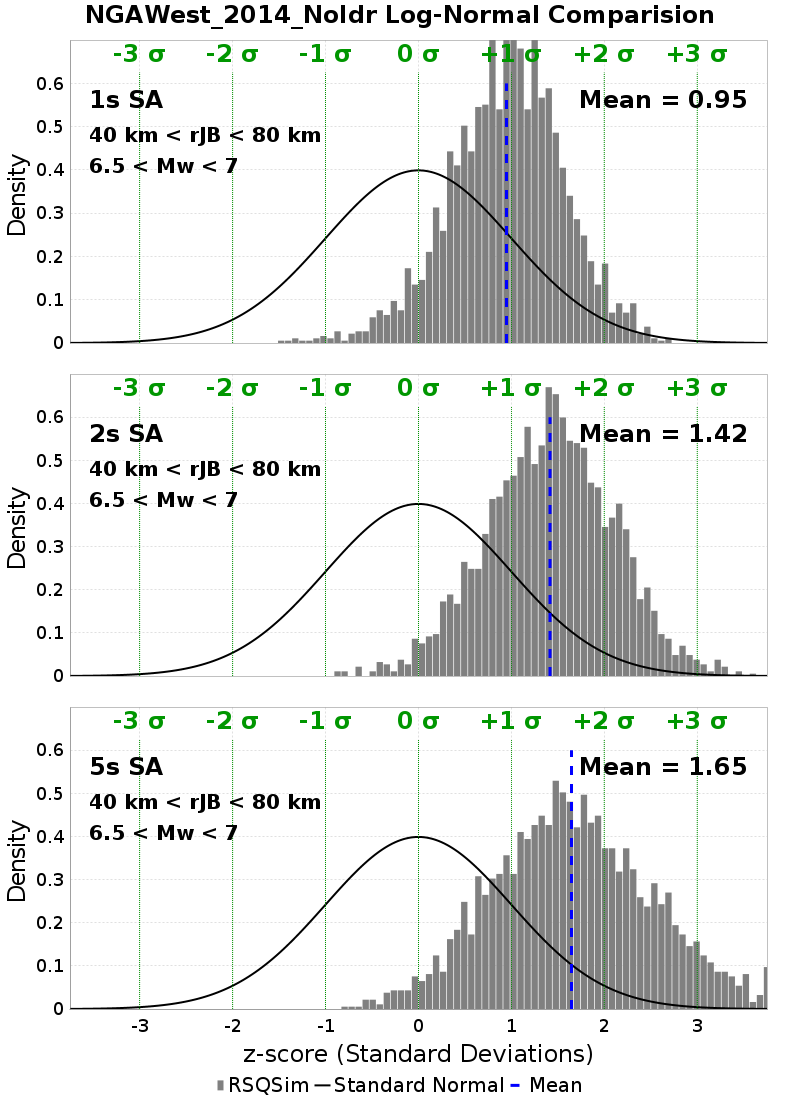 NGAWest_2014_NoIdr Log-Normal Comparision
-3 σ -2 σ -1 σ 0 σ +1 σ +2 σ +3 σ
1s SA
Mean = 0.95
40 km < rJB < 80 km
6.5 < Mw < 7
Density
0.6
0.5
0.4
0.3
0.2
0.1
0
-3 σ -2 σ -1 σ 0 σ +1 σ +2 σ +3 σ
2s SA
Mean = 1.42
40 km < rJB < 80 km
6.5 < Mw < 7
Density
0.6
0.5
0.4
0.3
0.2
0.1
0
-3 σ -2 σ -1 σ 0 σ +1 σ +2 σ +3 σ
5s SA
Mean = 1.65
40 km < rJB < 80 km
6.5 < Mw < 7
Density
0.6
0.5
0.4
0.3
0.2
0.1
0
-3 -2 -1 0 1 2 3
z-score (Standard Deviations)
RSQSim Standard Normal Mean